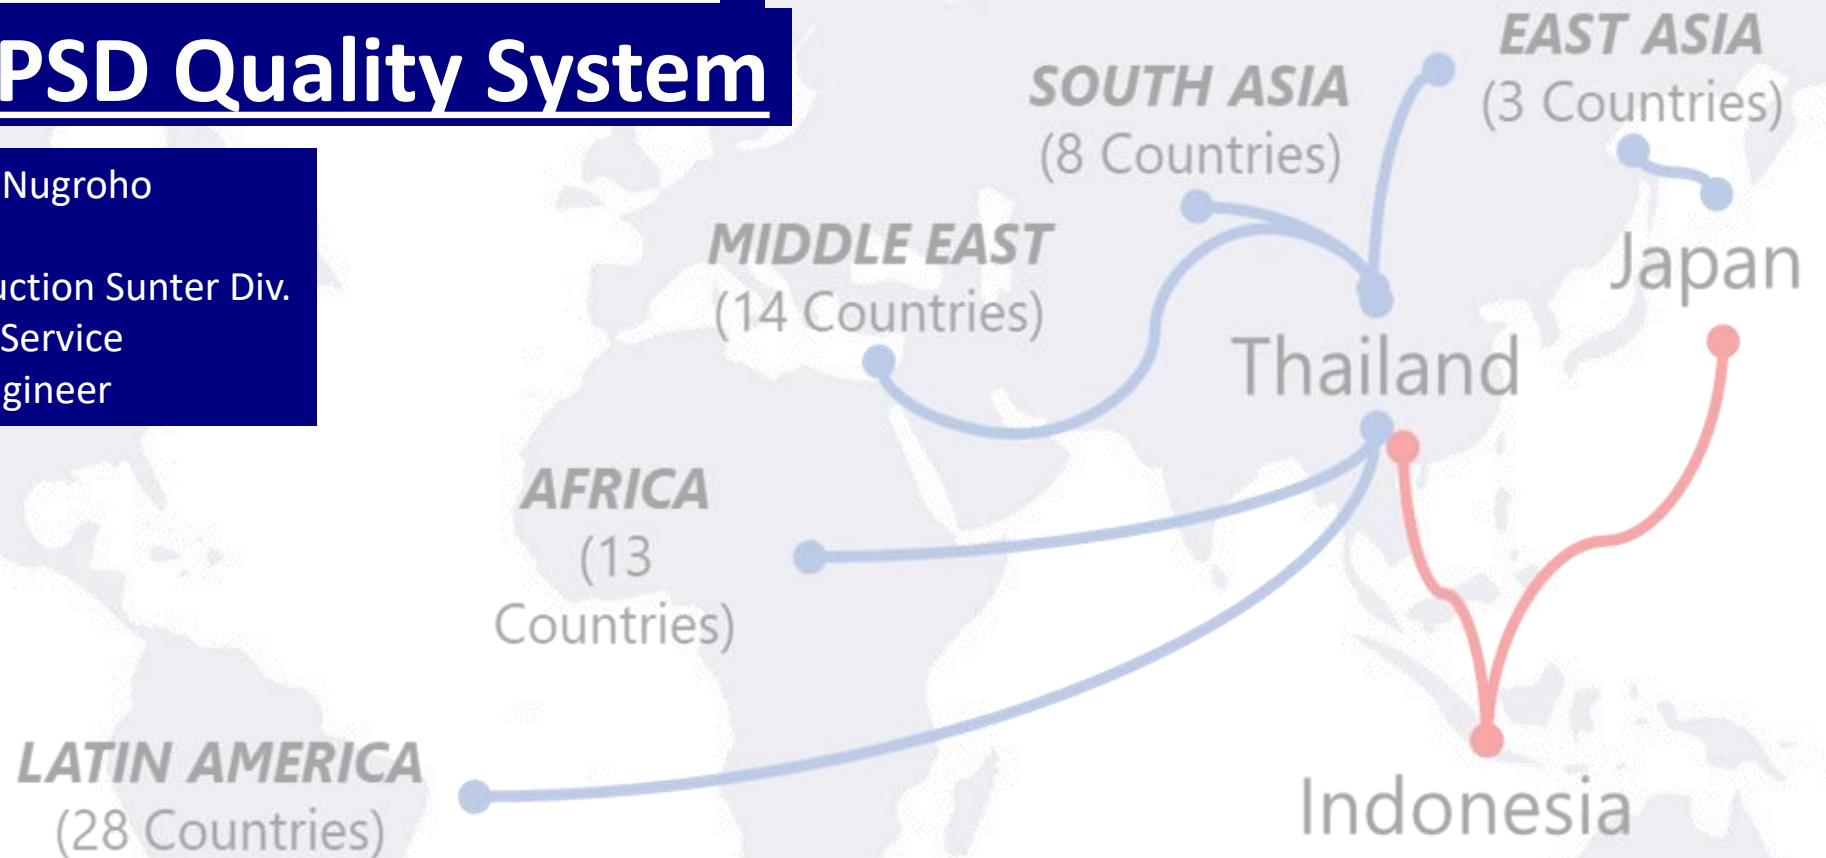 PSD Quality System
Nugroho
uction Sunter Div.
Service
gineer
EAST ASIA
(3 Countries)
SOUTH ASIA
(8 Countries)
MIDDLE EAST
(14 Countries)
Japan
Thailand
AFRICA
(13
Countries)
LATIN AMERICA
(28 Countries)
Indonesia